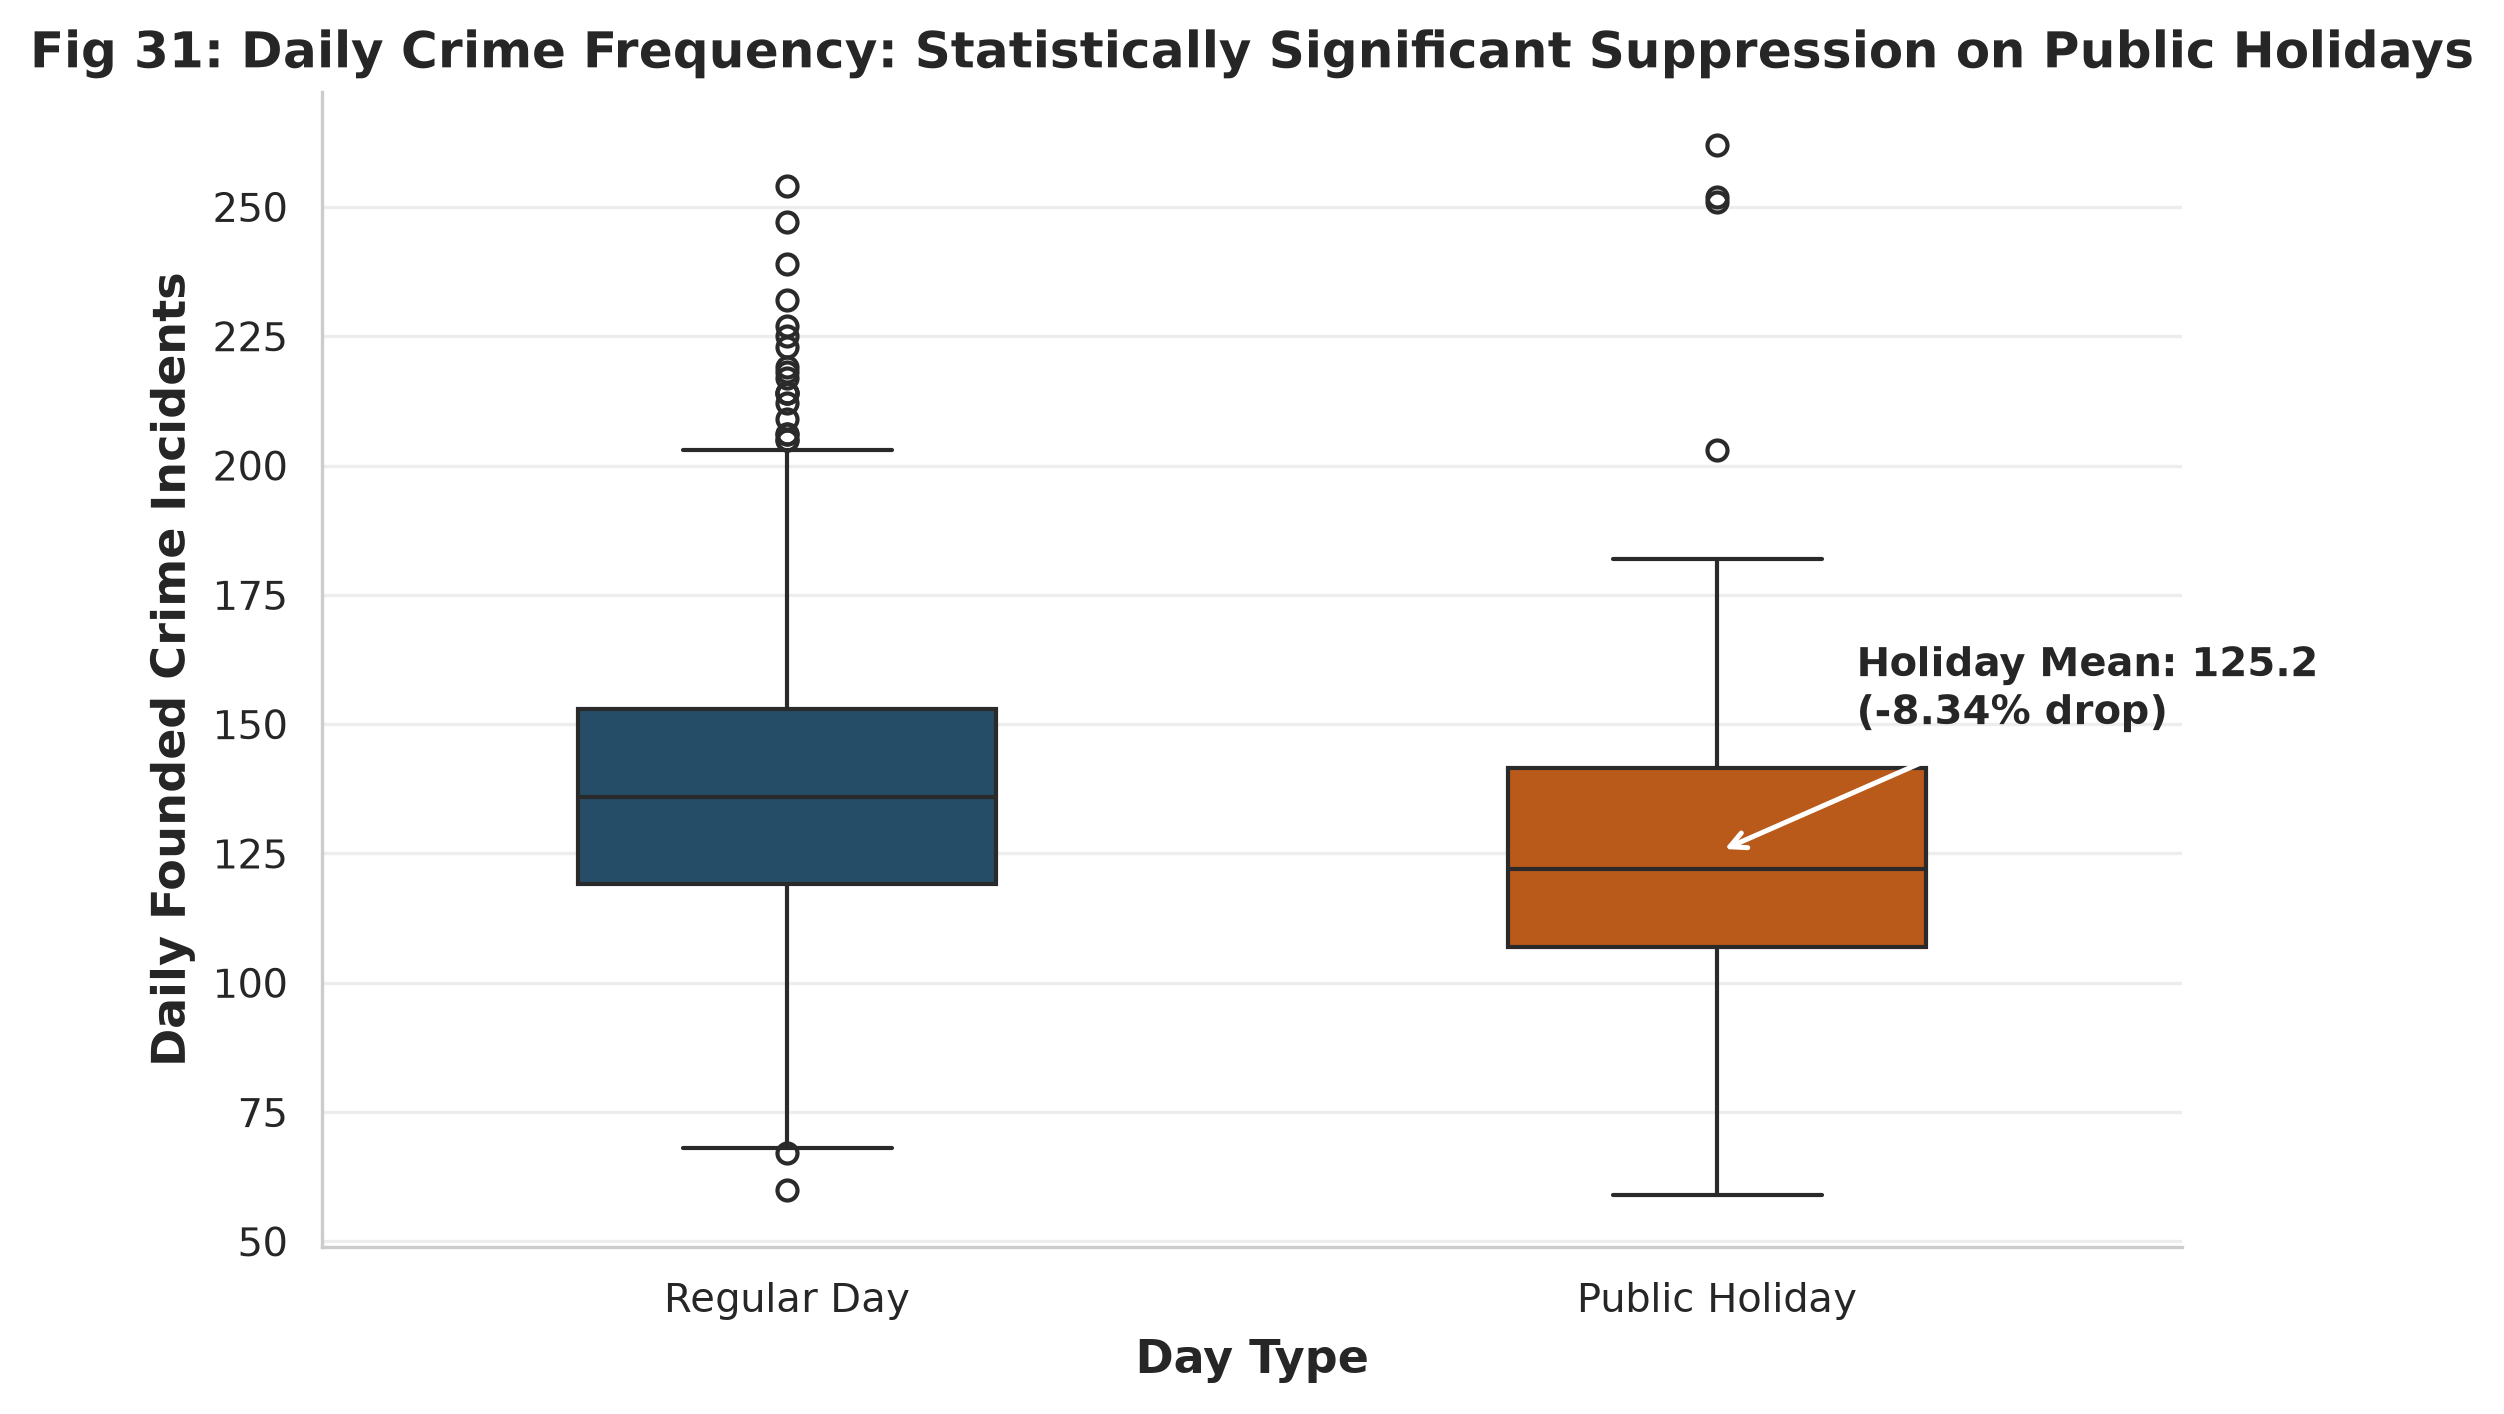 Fig 31: Daily Crime Frequency: Statistically Significant Suppression on Public Holidays
Daily Founded Crime Incidents
250
225
200
175
150
125
100
75
50
Holiday Mean: 125.2
(-8.34% drop)
Regular Day
Public Holiday
Day Type